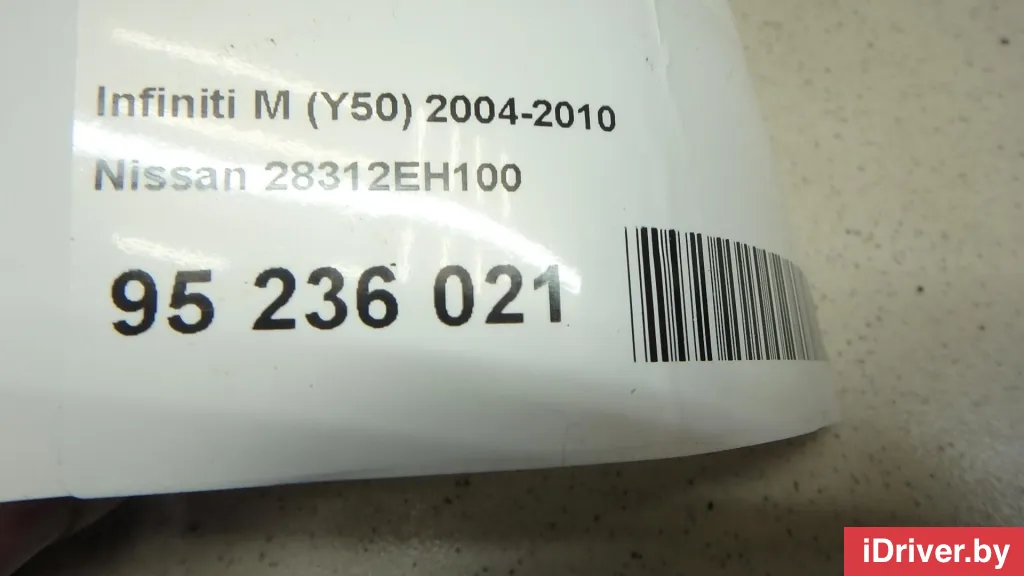 Infiniti M (Y50) 2004-2010
Nissan 28312EH100
95 236 021
iDriver.by